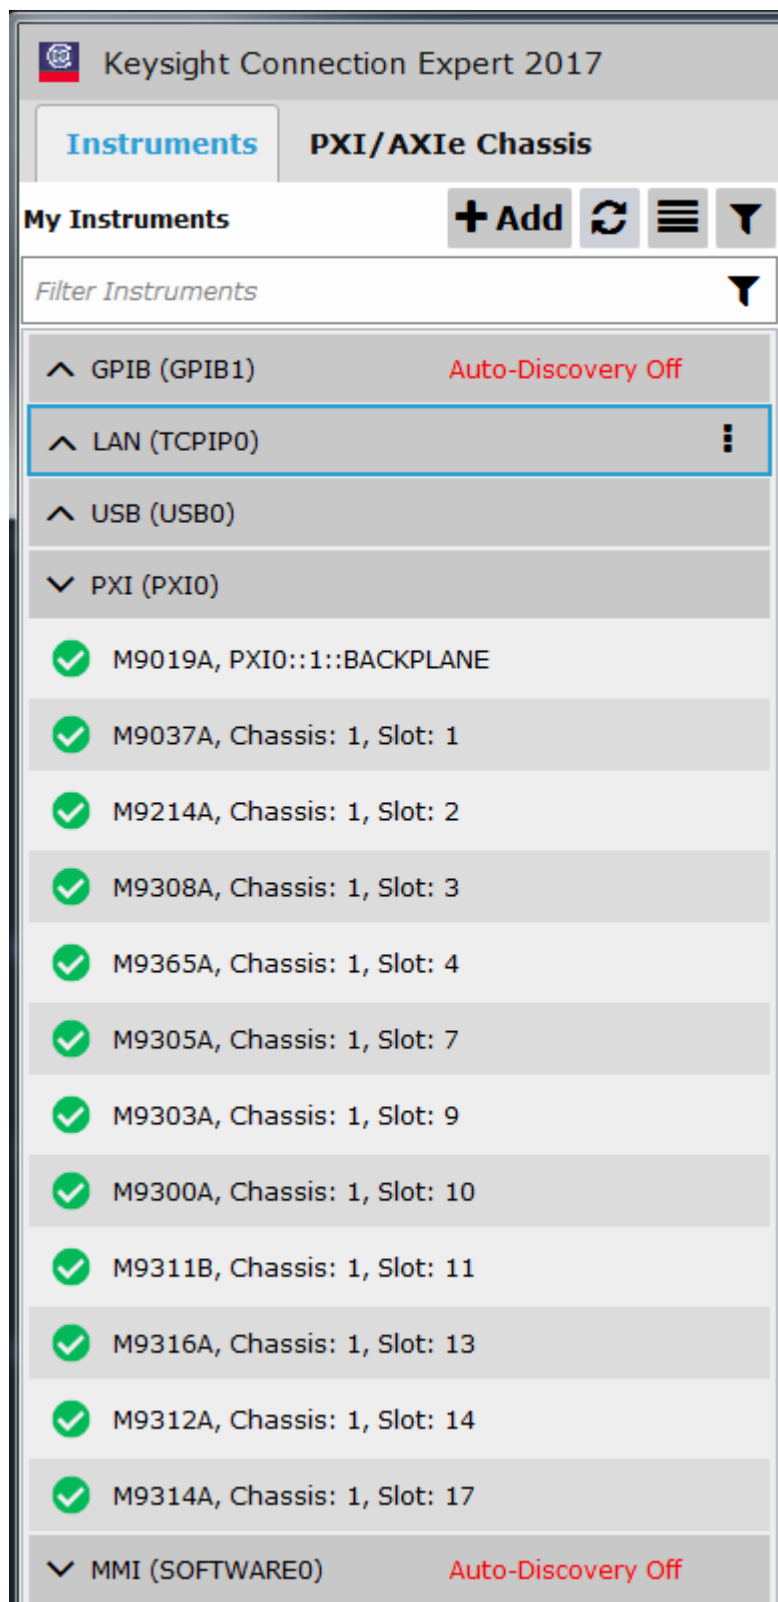 Keysight Connection Expert 2017
Instruments PXI/AXIe Chassis
My Instruments Add
Filter Instruments
GPIB (GPIB1) Auto-Discovery Off
LAN (TCPIP0)
USB (USB0)
PXI (PXI0)
M9019A, PXI0::1::BACKPLANE
M9037A, Chassis: 1, Slot: 1
M9214A, Chassis: 1, Slot: 2
M9308A, Chassis: 1, Slot: 3
M9365A, Chassis: 1, Slot: 4
M9305A, Chassis: 1, Slot: 7
M9303A, Chassis: 1, Slot: 9
M9300A, Chassis: 1, Slot: 10
M9311B, Chassis: 1, Slot: 11
M9316A, Chassis: 1, Slot: 13
M9312A, Chassis: 1, Slot: 14
M9314A, Chassis: 1, Slot: 17
MMI (SOFTWARE0) Auto-Discovery Off